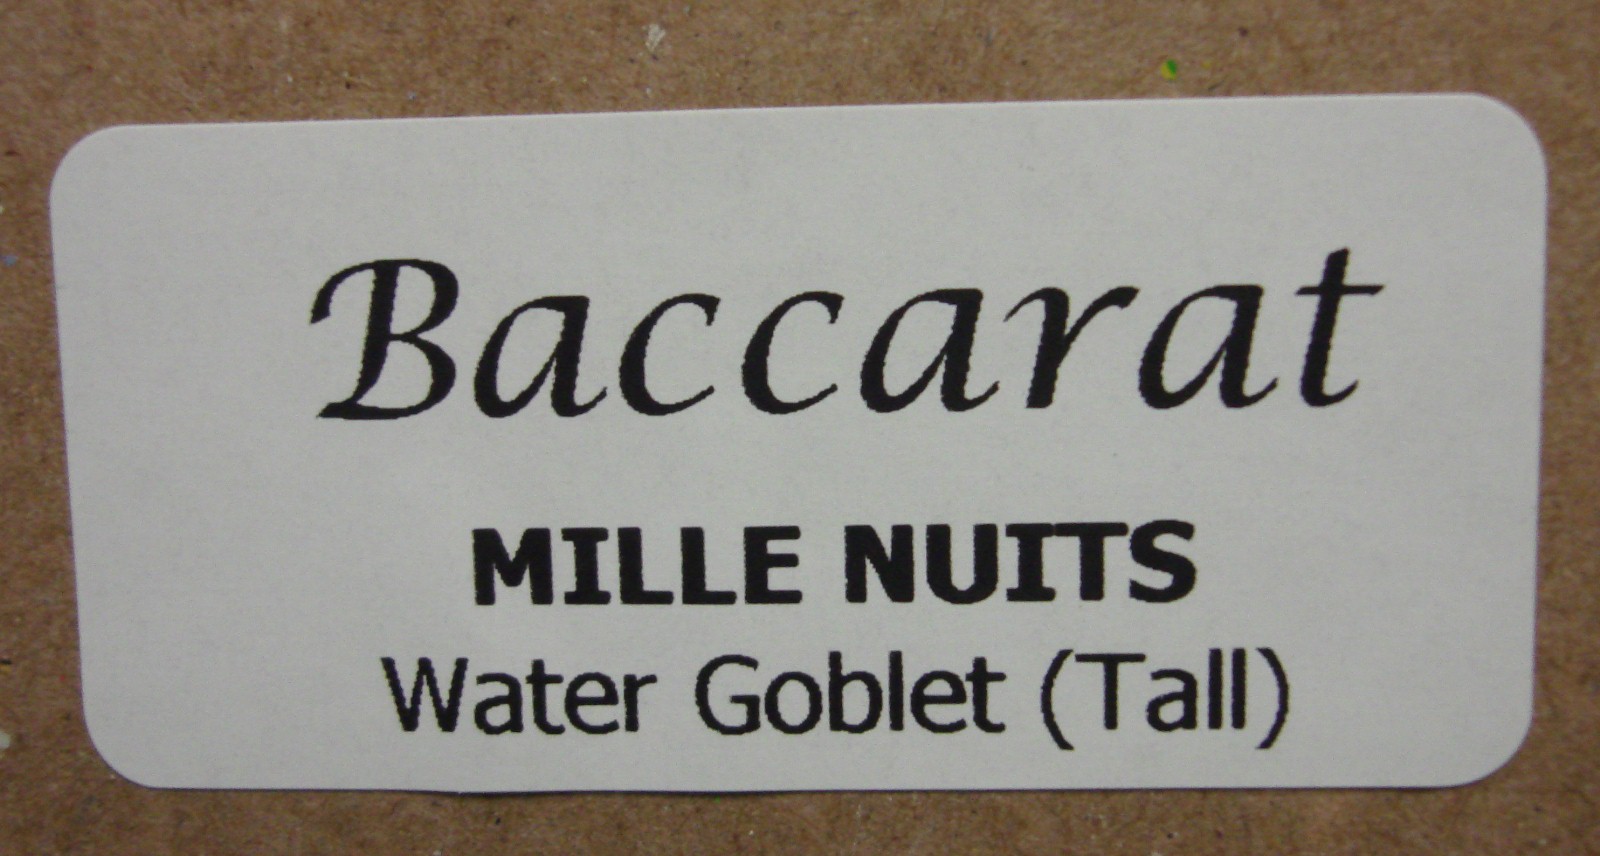 Baccarat
MILLE NUITS
Water Goblet (Tall)